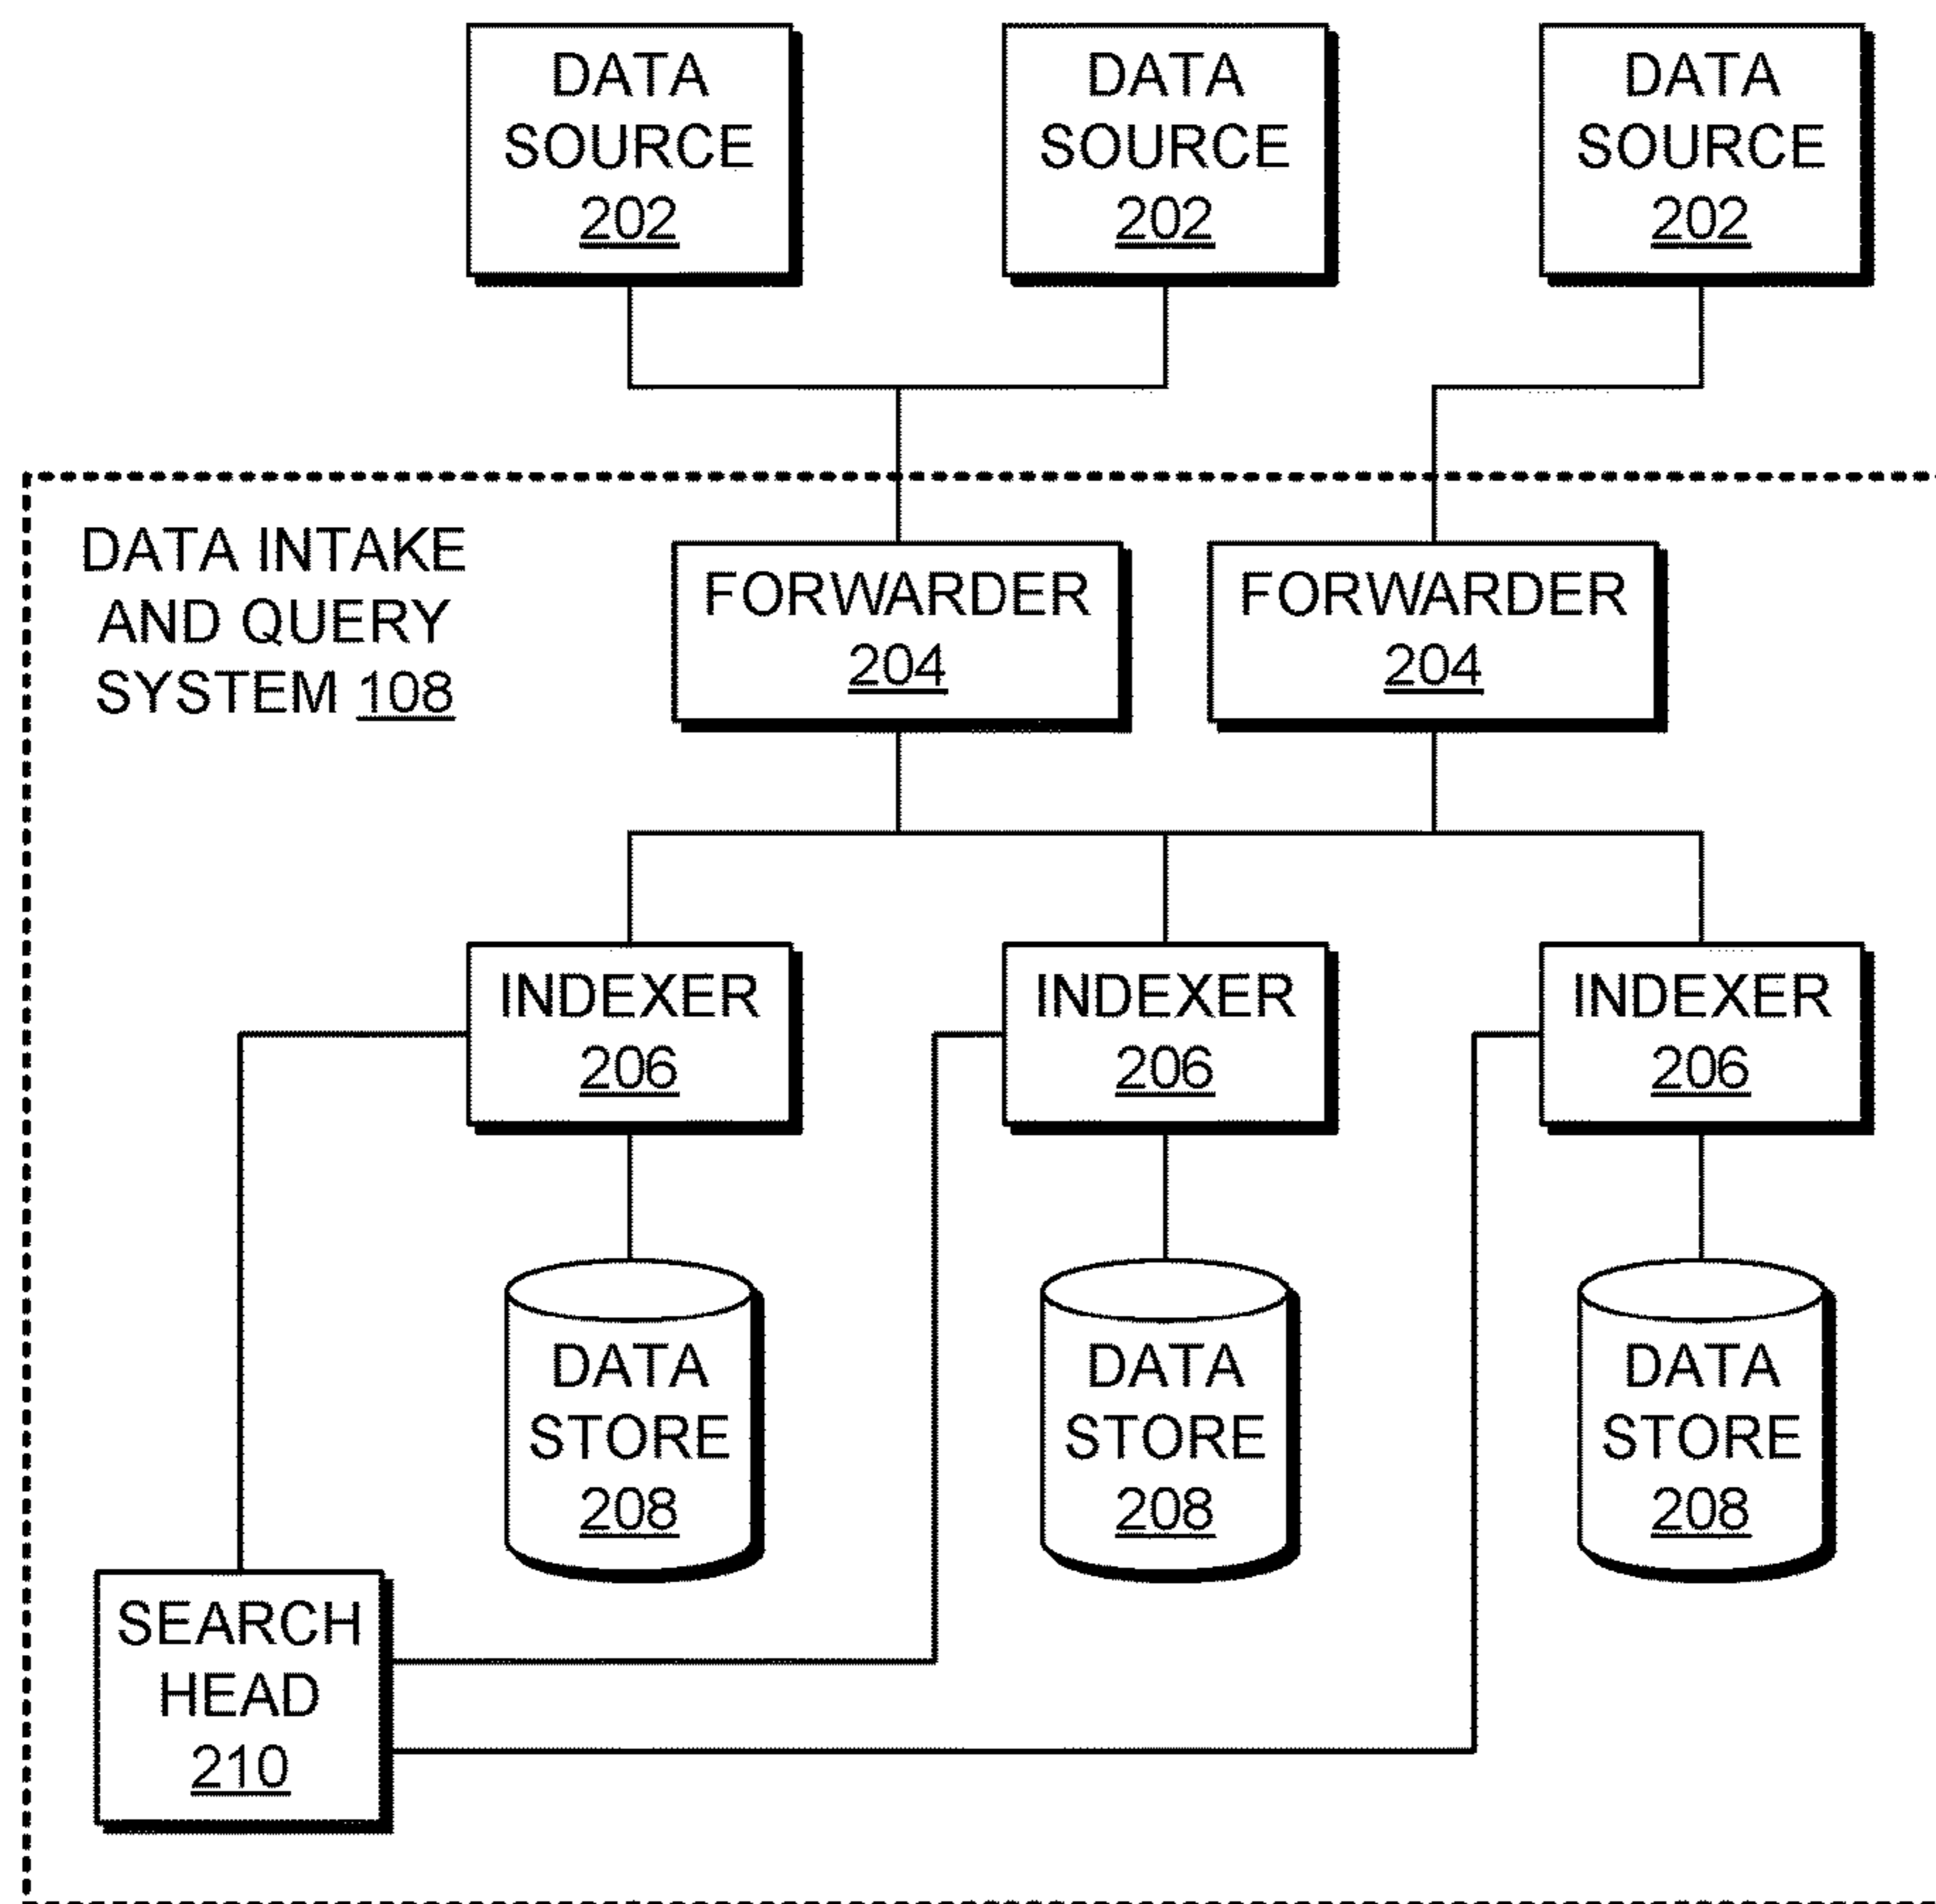 DATA
SOURCE
202
DATA
SOURCE
202
DATA
SOURCE
202
DATA INTAKE
AND QUERY
SYSTEM 108
FORWARDER
204
FORWARDER
204
INDEXER
206
INDEXER
206
INDEXER
206
DATA
STORE
208
DATA
STORE
208
DATA
STORE
208
SEARCH
HEAD
210